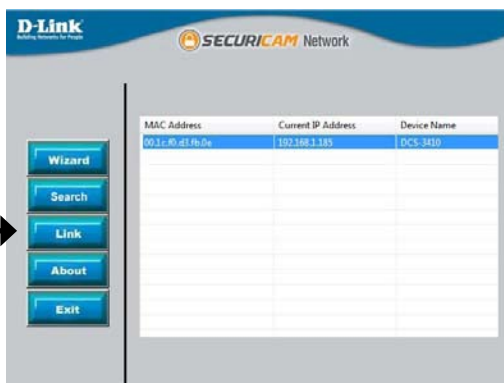 D-Link
Building Networks for People
SECURICAM Network
MAC Address Current IP Address Device Name
00.1c.f0.d3.fb.0e 192.168.1.185 DCS-3410
Wizard
Search
Link
About
Exit